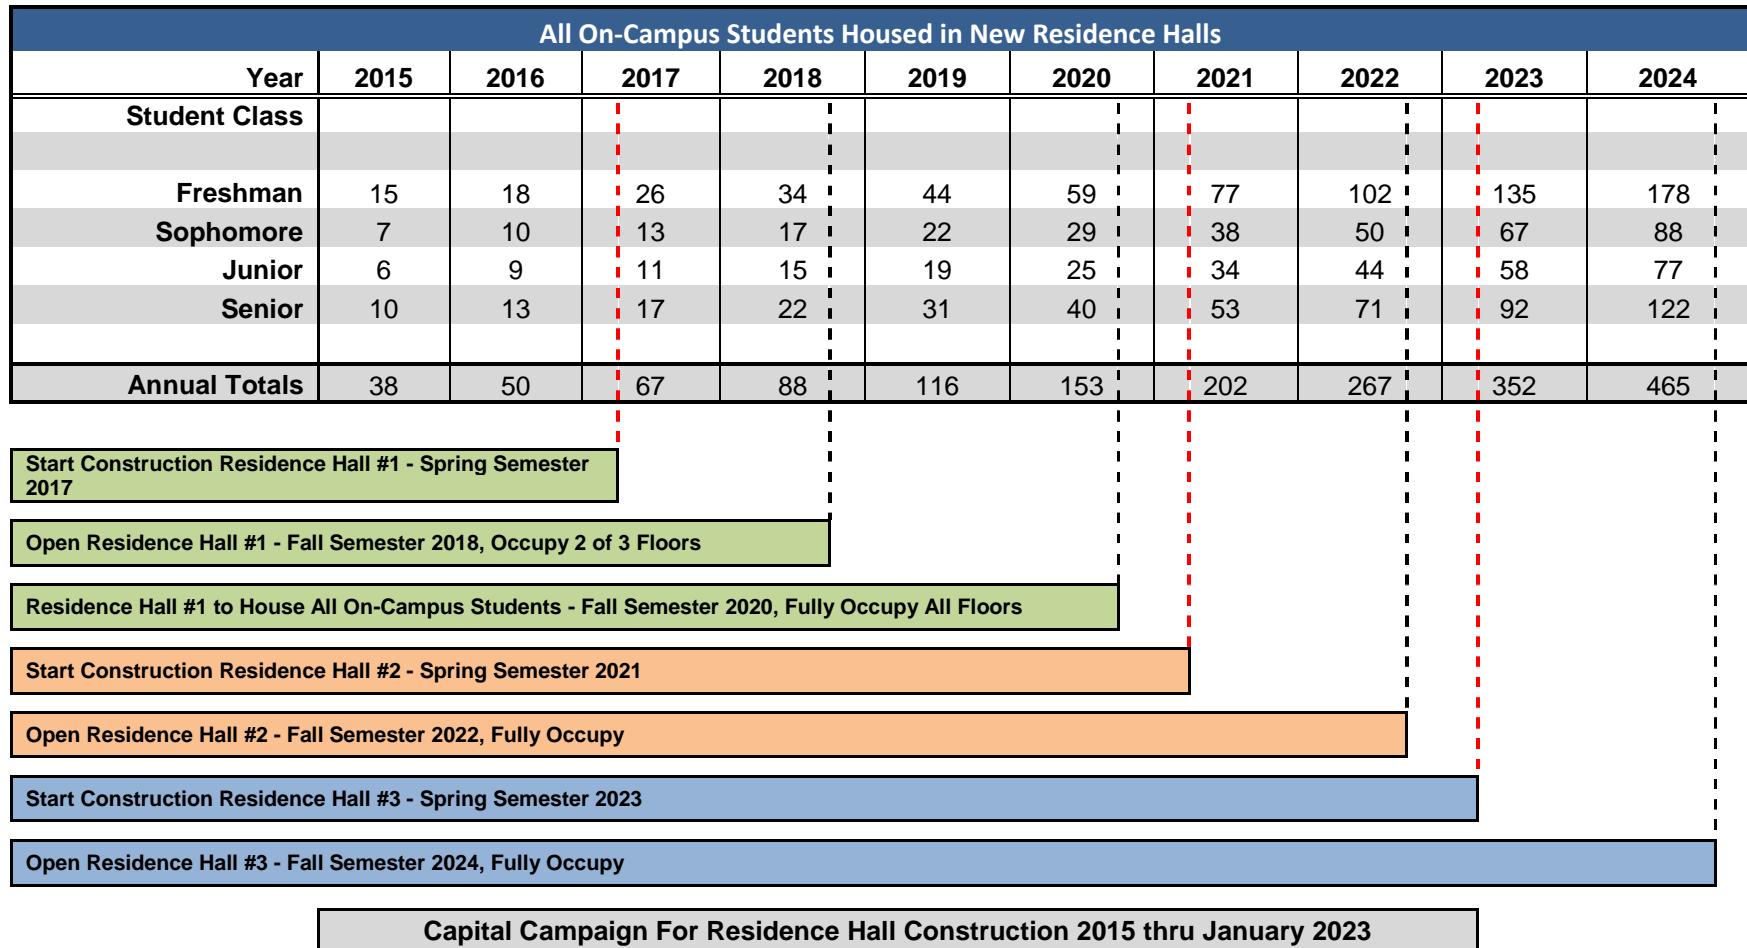 All On-Campus Students Housed in New Residence Halls
Year 2015 2016 2017 2018 2019 2020 2021 2022 2023 2024
Student Class
Freshman 15 18 26 34 44 59 77 102 135 178
Sophomore 7 10 13 17 22 29 38 50 67 88
Junior 6 9 11 15 19 25 34 44 58 77
Senior 10 13 17 22 31 40 53 71 92 122
Annual Totals 38 50 67 88 116 153 202 267 352 465
Start Construction Residence Hall #1 - Spring Semester
2017
Open Residence Hall #1 - Fall Semester 2018, Occupy 2 of 3 Floors
Residence Hall #1 to House All On-Campus Students - Fall Semester 2020, Fully Occupy All Floors
Start Construction Residence Hall #2 - Spring Semester 2021
Open Residence Hall #2 - Fall Semester 2022, Fully Occupy
Start Construction Residence Hall #3 - Spring Semester 2023
Open Residence Hall #3 - Fall Semester 2024, Fully Occupy
Capital Campaign For Residence Hall Construction 2015 thru January 2023